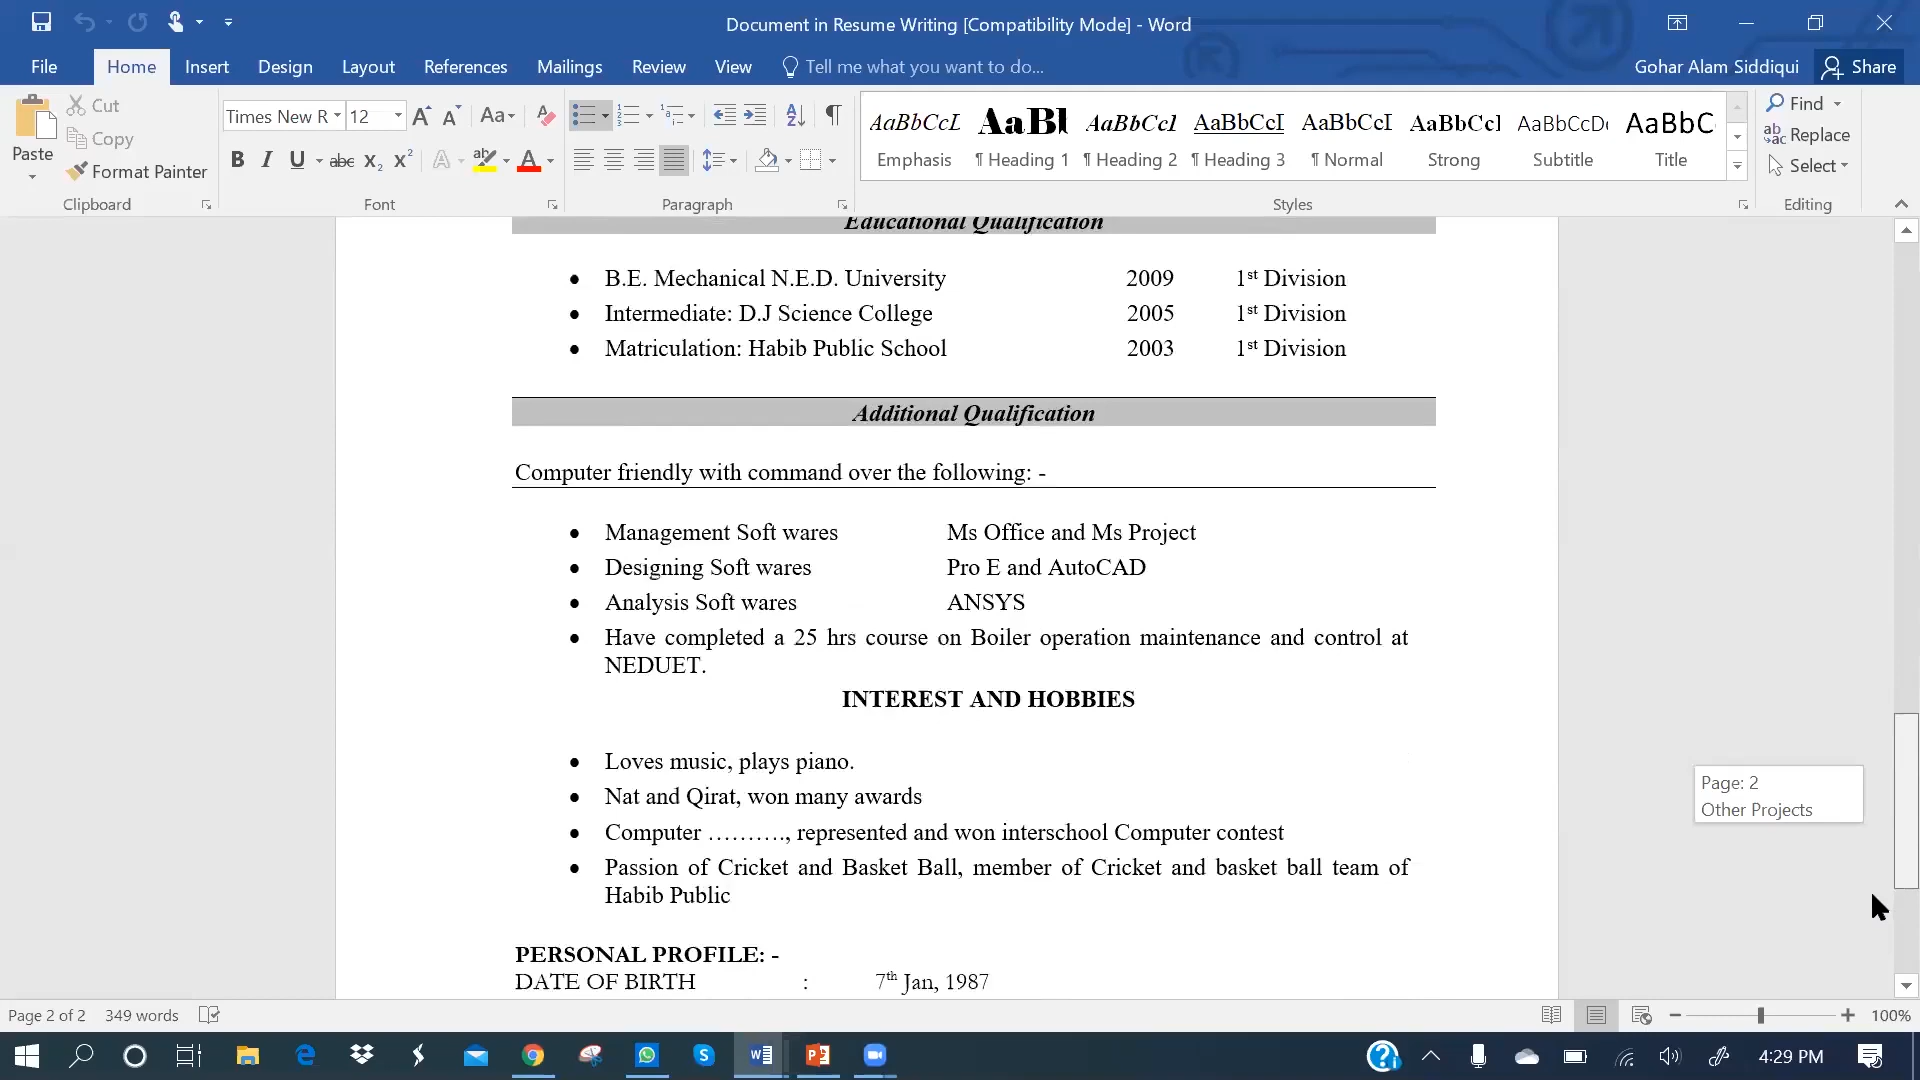 Document in Resume Writing [Compatibility Mode] - Word
File Home Insert Design Layout References Mailings Review View Tell me what you want to do... Gohar Alam Siddiqui Share
Paste
Cut
Copy
Format Painter
Clipboard
Times New R 12
Font
Paragraph
AaBbCcL AaBl AaBbCcl AaBbCcI AaBbCcI AaBbCcl AaBbCcDc AaBbC
Emphasis ¶ Heading 1 ¶ Heading 2 ¶ Heading 3 ¶ Normal Strong Subtitle Title
Styles
Find
Replace
Select
Editing
Educational Qualification
• B.E. Mechanical N.E.D. University 2009 1st Division
• Intermediate: D.J Science College 2005 1st Division
• Matriculation: Habib Public School 2003 1st Division
Additional Qualification
Computer friendly with command over the following: -
• Management Soft wares Ms Office and Ms Project
• Designing Soft wares Pro E and AutoCAD
• Analysis Soft wares ANSYS
• Have completed a 25 hrs course on Boiler operation maintenance and control at
NEDUET.
INTEREST AND HOBBIES
• Loves music, plays piano.
• Nat and Qirat, won many awards
• Computer ………., represented and won interschool Computer contest
• Passion of Cricket and Basket Ball, member of Cricket and basket ball team of
Habib Public
PERSONAL PROFILE: -
DATE OF BIRTH : 7th Jan, 1987
Page: 2
Other Projects
Page 2 of 2 349 words 100%
4:29 PM